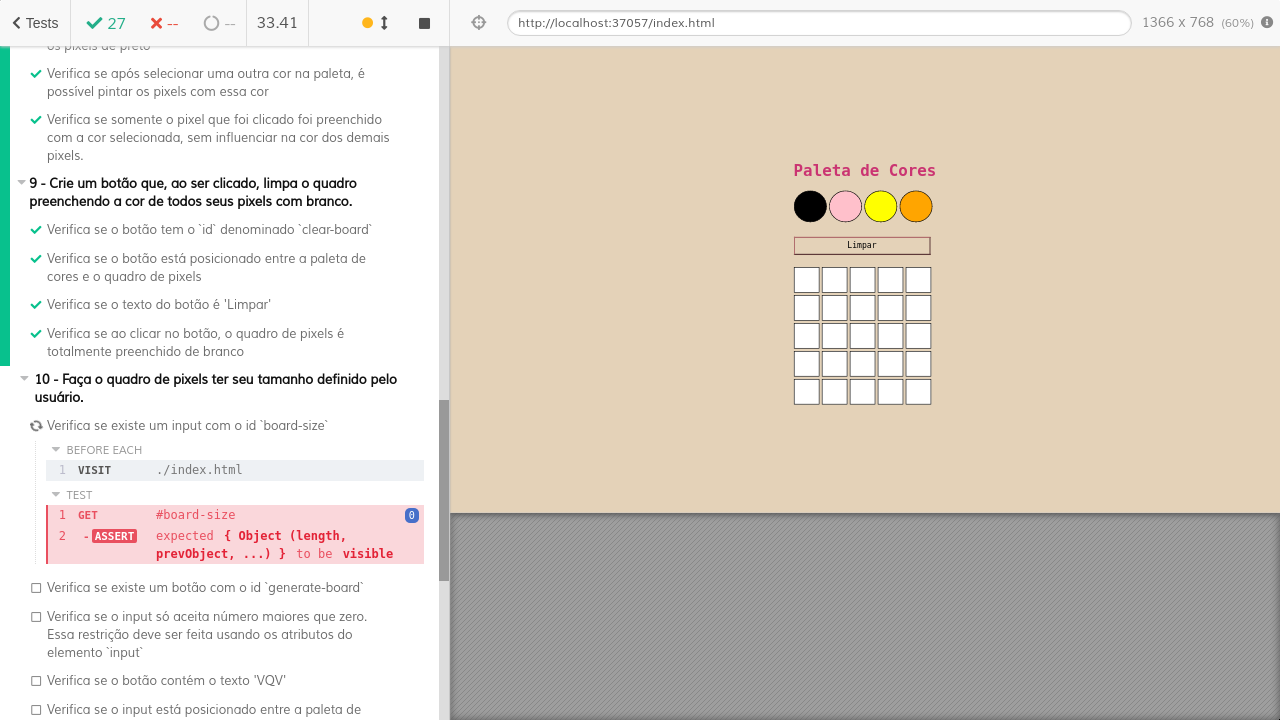 Tests
27
--
--
33.41
http://localhost:37057/index.html
1366 x 768 (60%)
os pixels de preto
Verifica se após selecionar uma outra cor na paleta, é
possível pintar os pixels com essa cor
Verifica se somente o pixel que foi clicado foi preenchido
com a cor selecionada, sem influenciar na cor dos demais
pixels.
9 - Crie um botão que, ao ser clicado, limpa o quadro
preenchendo a cor de todos seus pixels com branco.
Verifica se o botão tem o `id` denominado `clear-board`
Verifica se o botão está posicionado entre a paleta de
cores e o quadro de pixels
Verifica se o texto do botão é 'Limpar'
Verifica se ao clicar no botão, o quadro de pixels é
totalmente preenchido de branco
10 - Faça o quadro de pixels ter seu tamanho definido pelo
usuário.
Verifica se existe um input com o id `board-size`
BEFORE EACH
1 VISIT ./index.html
TEST
1 GET #board-size 0
2 -ASSERT expected { Object (length,
prevObject, ...) } to be visible
Verifica se existe um botão com o id `generate-board`
Verifica se o input só aceita número maiores que zero.
Essa restrição deve ser feita usando os atributos do
elemento `input`
Verifica se o botão contém o texto 'VQV'
Verifica se o input está posicionado entre a paleta de
Paleta de Cores
Limpar